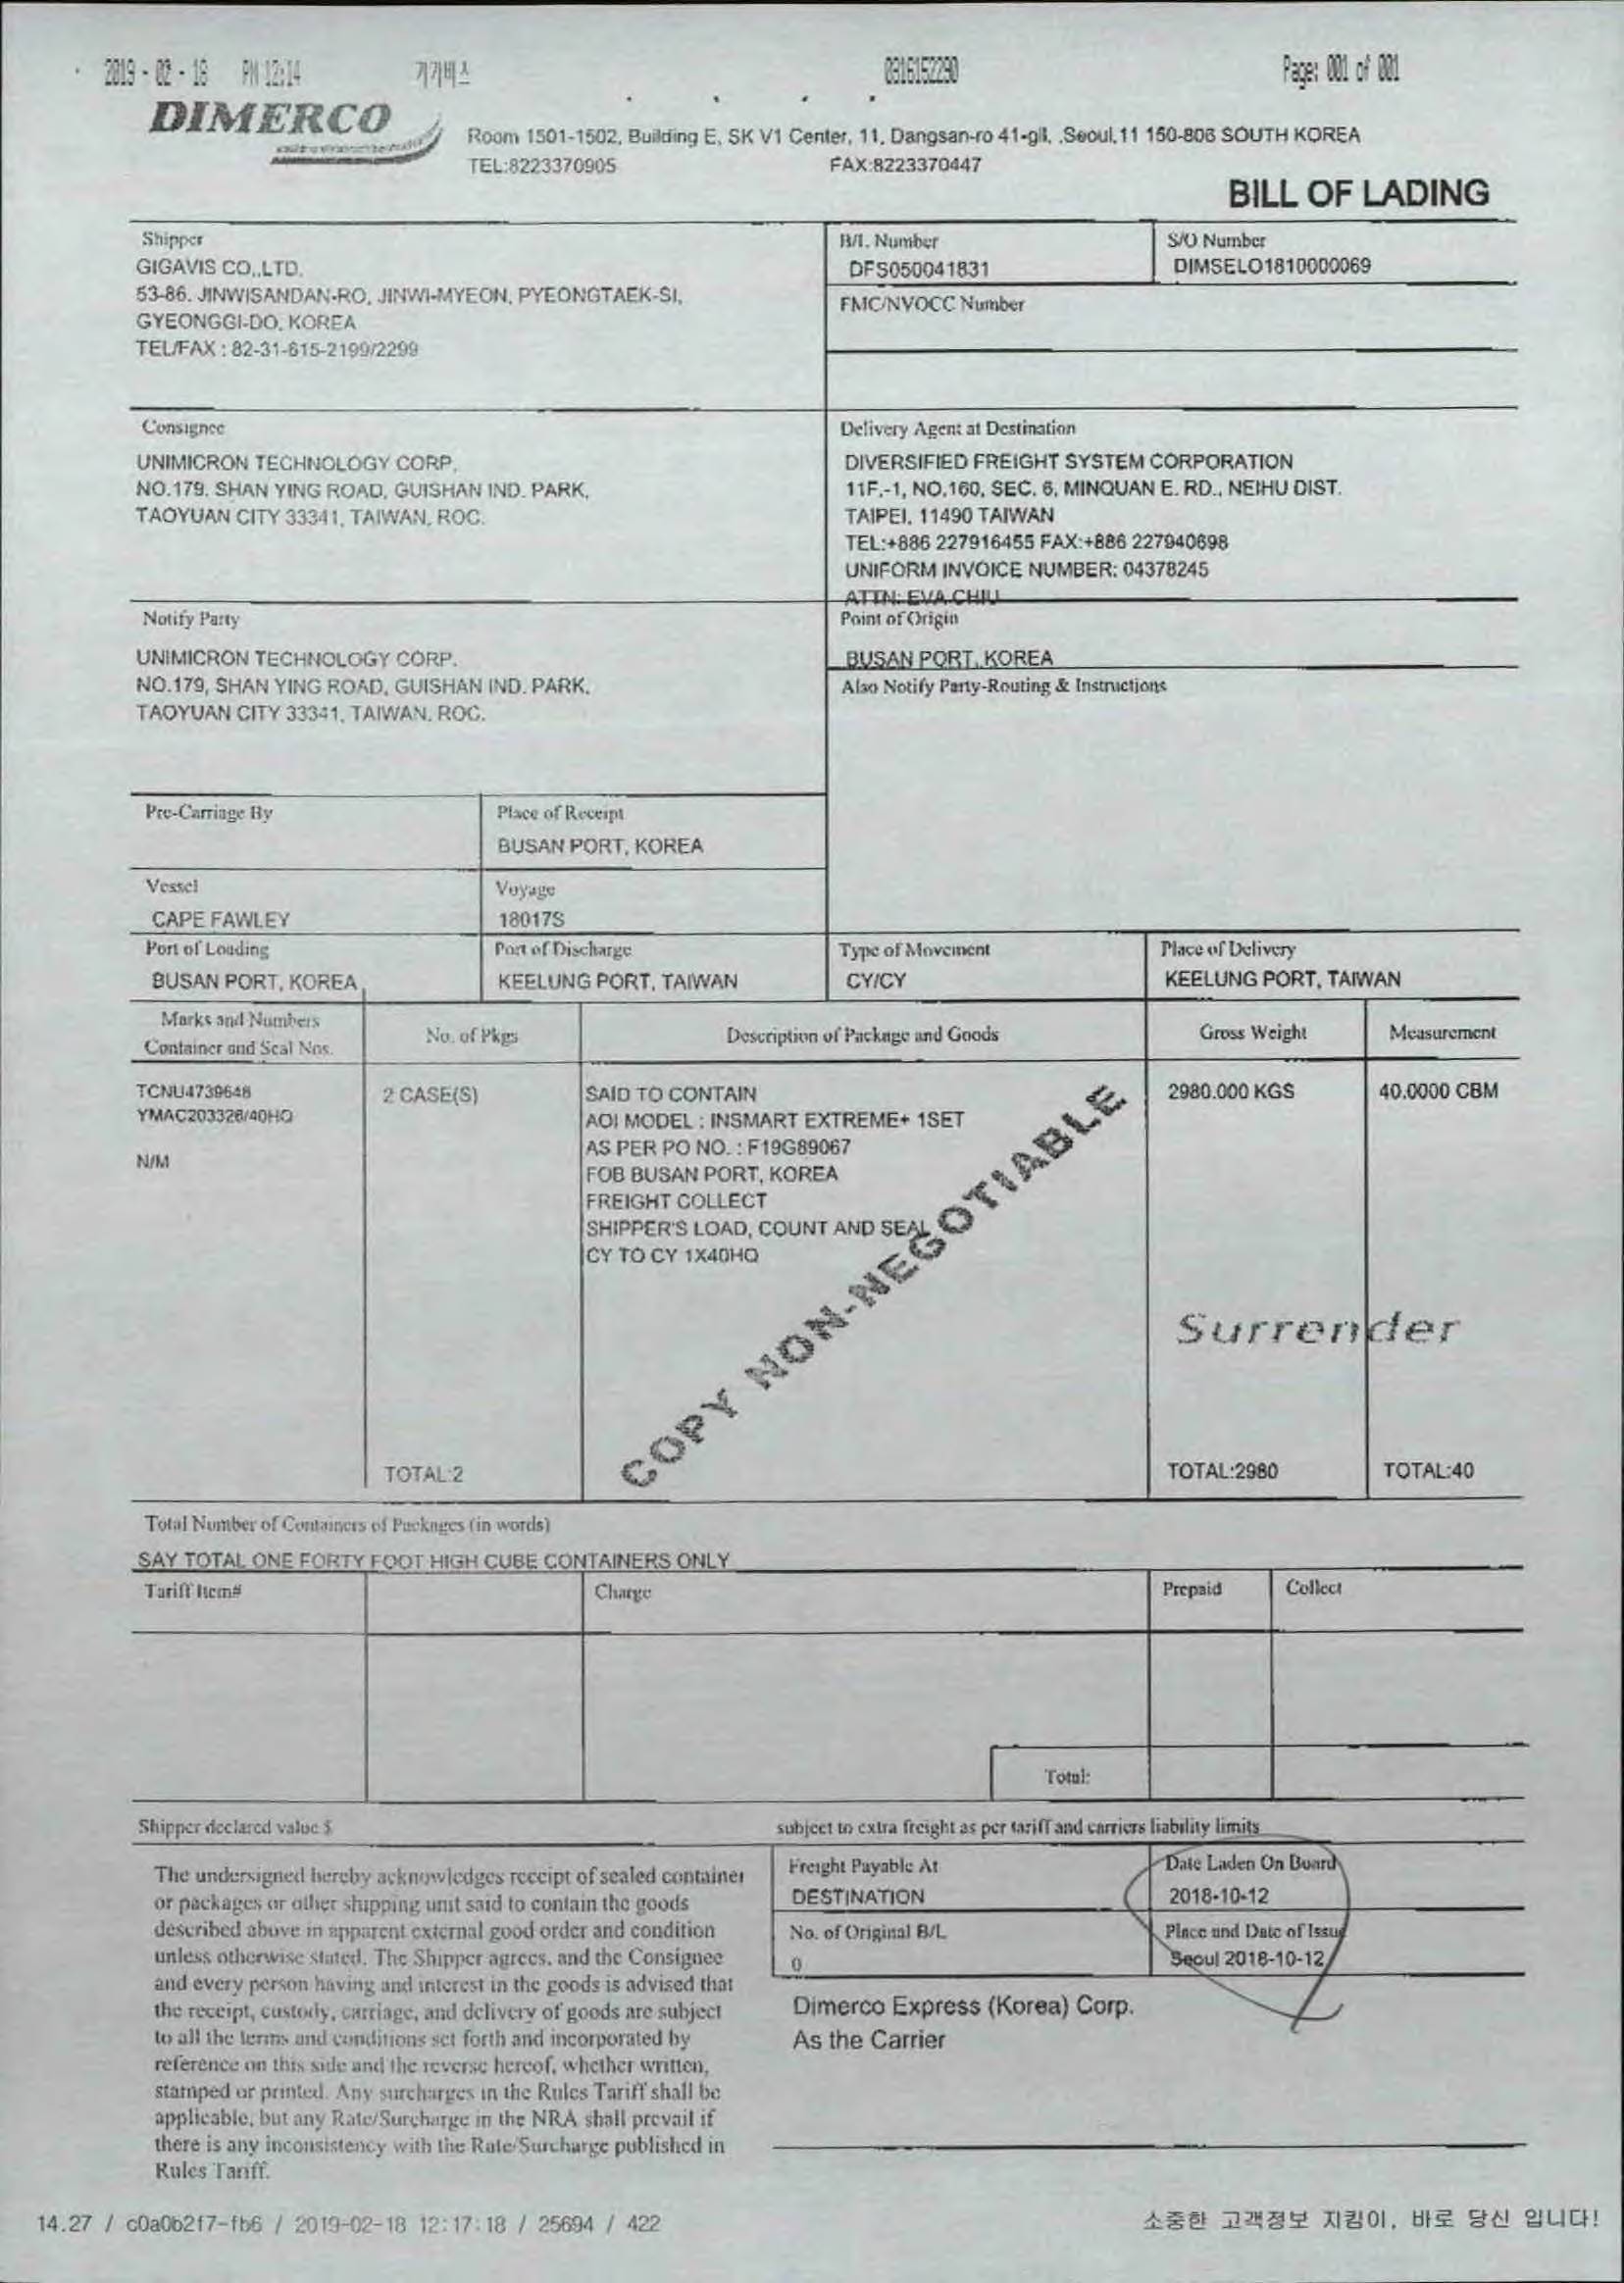 2019 - 02 - 18 PM 12:14 기가비스 0316152290 Page: 001 of 001
DIMERCO
Room 1501-1502, Building E, SK V1 Center, 11, Dangsan-ro 41-gil, .Seoul.11 150-806 SOUTH KOREA
TEL:8223370905 FAX:8223370447
BILL OF LADING
Shipper
GIGAVIS CO.,LTD.
53-86. JINWISANDAN-RO, JINWI-MYEON, PYEONGTAEK-SI,
GYEONGGI-DO, KOREA
TEL/FAX : 82-31-615-2199/2299
B/L Number
DFS050041831
S/O Number
DIMSELO1810000069
FMC/NVOCC Number
Consignee
UNIMICRON TECHNOLOGY CORP.
NO.179. SHAN YING ROAD, GUISHAN IND. PARK,
TAOYUAN CITY 33341, TAIWAN, ROC.
Delivery Agent at Destination
DIVERSIFIED FREIGHT SYSTEM CORPORATION
11F.-1, NO.160, SEC. 6, MINQUAN E. RD., NEIHU DIST.
TAIPEI, 11490 TAIWAN
TEL:+886 227916455 FAX:+886 227940698
UNIFORM INVOICE NUMBER: 04378245
ATTN: EVA CHIU
Notify Party
UNIMICRON TECHNOLOGY CORP.
NO.179, SHAN YING ROAD, GUISHAN IND. PARK,
TAOYUAN CITY 33341, TAIWAN, ROC.
Point of Origin
BUSAN PORT, KOREA
Also Notify Party-Routing & Instructions
Pre-Carriage By
Place of Receipt
BUSAN PORT, KOREA
Vessel
CAPE FAWLEY
Voyage
18017S
Port of Loading
BUSAN PORT, KOREA
Port of Discharge
KEELUNG PORT, TAIWAN
Type of Movement
CY/CY
Place of Delivery
KEELUNG PORT, TAIWAN
Marks and Numbers
Container and Seal Nos.
No. of Pkgs
Description of Package and Goods
Gross Weight
Measurement
TCNU4739648
YMAC203326/40HQ
N/M
2 CASE(S)
SAID TO CONTAIN
AOI MODEL : INSMART EXTREME+ 1SET
AS PER PO NO. : F19G89067
FOB BUSAN PORT, KOREA
FREIGHT COLLECT
SHIPPER'S LOAD, COUNT AND SEAL
CY TO CY 1X40HQ
2980.000 KGS
40.0000 CBM
COPY NON-NEGOTIABLE
Surrender
TOTAL:2
TOTAL:2980
TOTAL:40
Total Number of Containers of Packages (in words)
SAY TOTAL ONE FORTY FOOT HIGH CUBE CONTAINERS ONLY
Tariff Item#
Charge
Prepaid
Collect
Total:
Shipper declared value $
subject to extra freight as per tariff and carriers liability limits
The undersigned hereby acknowledges receipt of sealed container
or packages or other shipping unit said to contain the goods
described above in apparent external good order and condition
unless otherwise stated. The Shipper agrees, and the Consignee
and every person having and interest in the goods is advised that
the receipt, custody, carriage, and delivery of goods are subject
to all the terms and conditions set forth and incorporated by
reference on this side and the reverse hereof, whether written,
stamped or printed. Any surcharges in the Rules Tariff shall be
applicable, but any Rate/Surcharge in the NRA shall prevail if
there is any inconsistency with the Rate/Surcharge published in
Rules Tariff.
Freight Payable At
DESTINATION
Date Laden On Board
2018-10-12
No. of Original B/L
0
Place and Date of Issue
Seoul 2018-10-12
Dimerco Express (Korea) Corp.
As the Carrier
14.27 / c0a0b2f7-fb6 / 2019-02-18 12:17:18 / 25694 / 422
소중한 고객정보 지킴이, 바로 당신 입니다!